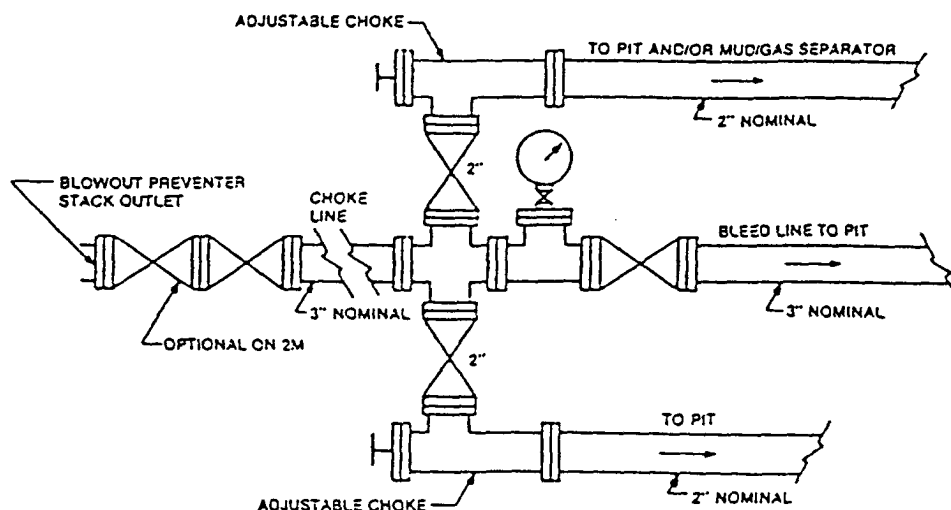 ADJUSTABLE CHOKE
TO PIT AND/OR MUD/GAS SEPARATOR
2" NOMINAL
2"
BLOWOUT PREVENTER
STACK OUTLET
CHOKE
LINE
BLEED LINE TO PIT
3" NOMINAL
3" NOMINAL
OPTIONAL ON 2M
2"
TO PIT
2" NOMINAL
ADJUSTABLE CHOKE